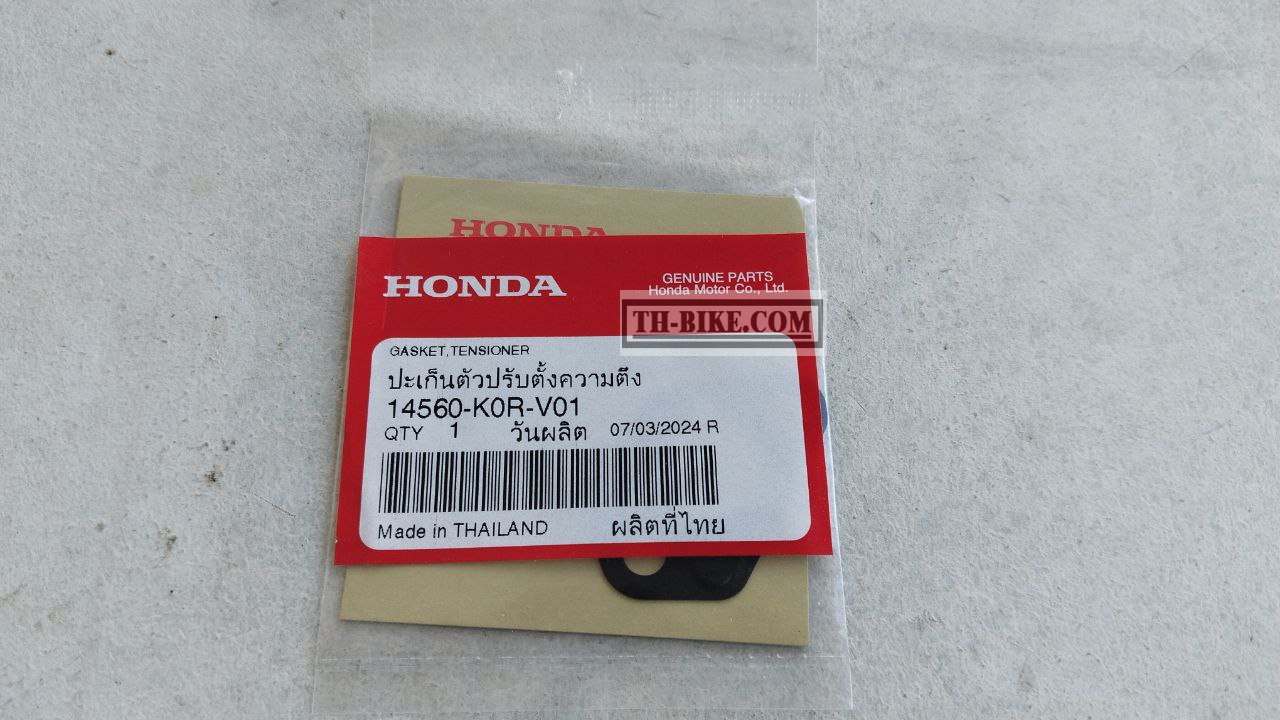 HONDA
HONDA
GENUINE PARTS
Honda Motor Co., Ltd.
TH-BIKE.COM
GASKET,TENSIONER
ปะเก็นตัวปรับตั้งความตึง
14560-K0R-V01
QTY 1 วันผลิต 07/03/2024 R
Made in THAILAND ผลิตที่ไทย